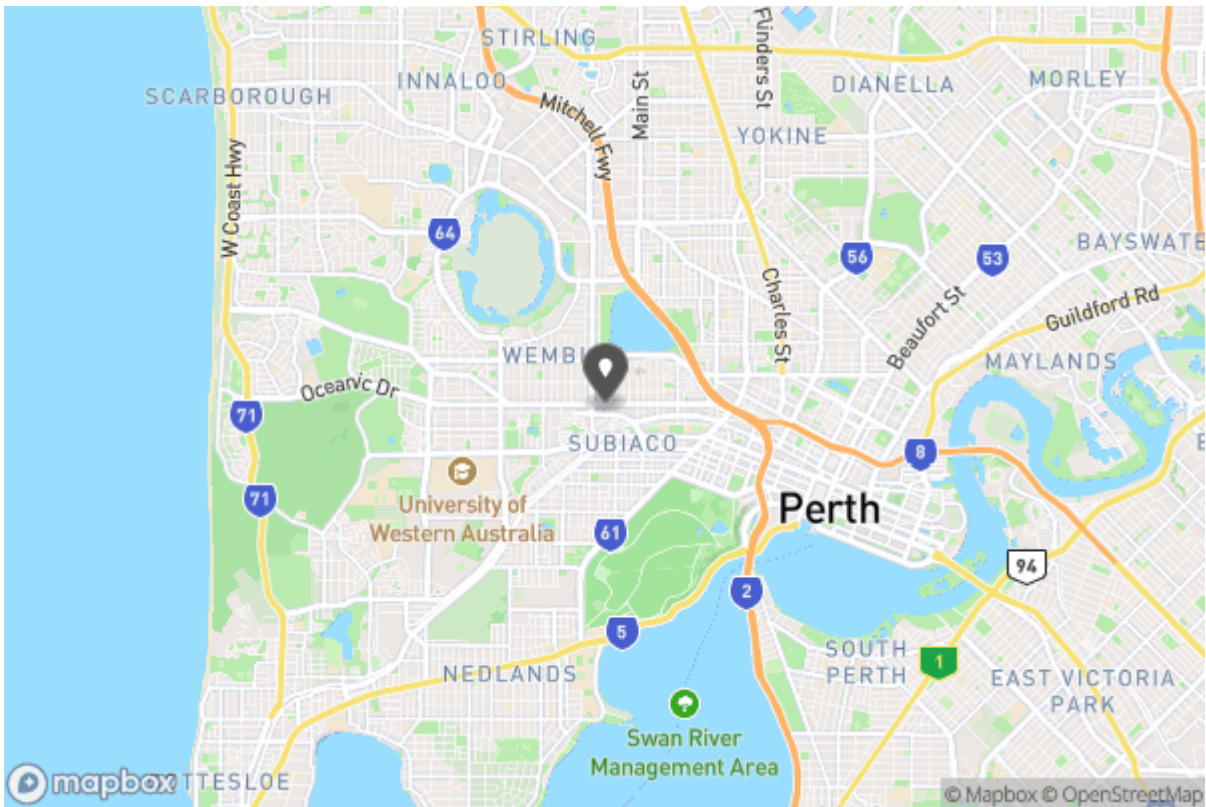 STIRLING
Flinders St
INNALOO
SCARBOROUGH
Mitchell Fwy
Main St
DIANELLA
MORLEY
YOKINE
W Coast Hwy
64
56
53
BAYSWATE
Charles St
Beaufort St
Guildford Rd
WEMBL
MAYLANDS
Oceanic Dr
71
SUBIACO
8
E
University of
Western Australia
71
61
Perth
94
2
5
NEDLANDS
SOUTH
PERTH
1
EAST VICTORIA
PARK
Swan River
Management Area
mapbox
TTESLOE
© Mapbox © OpenStreetMap